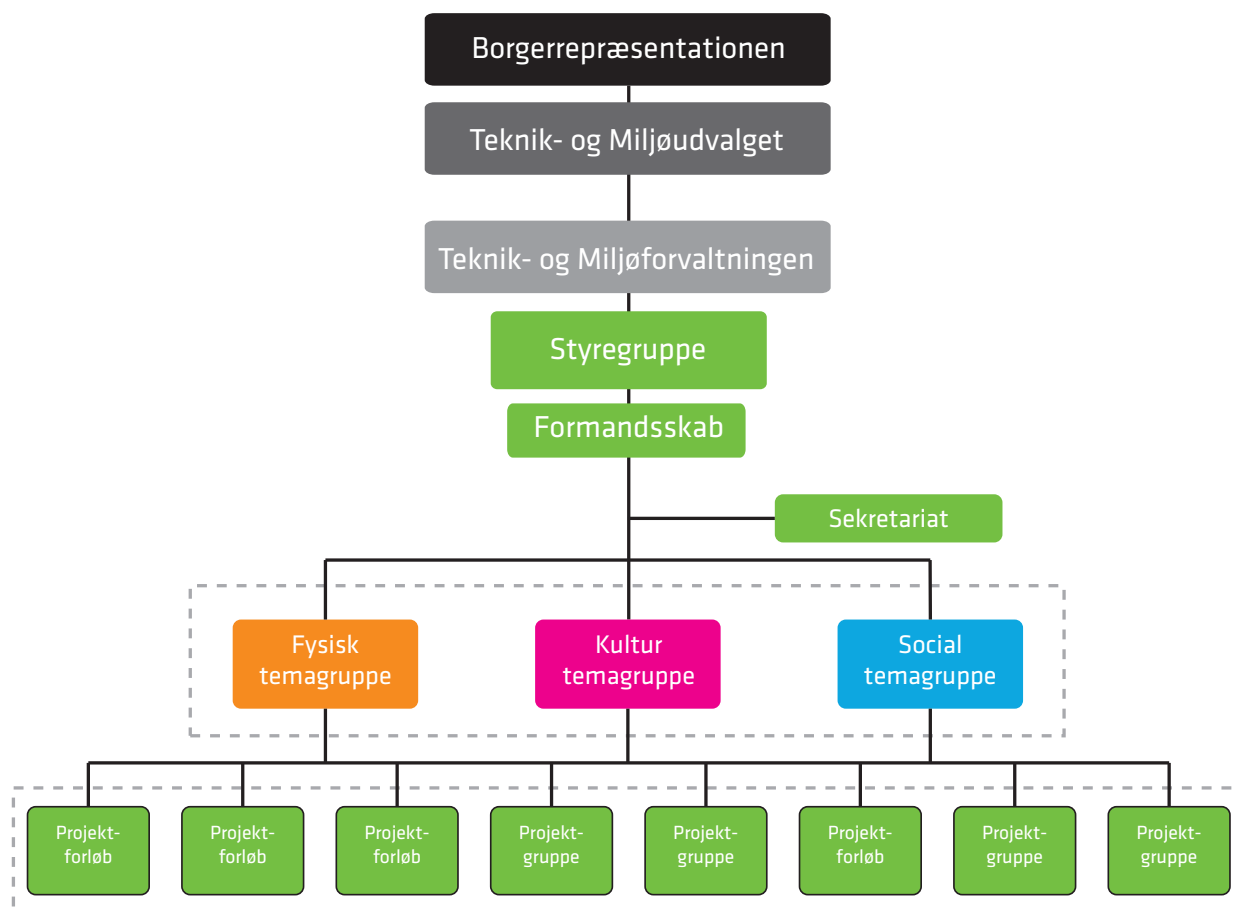 Borgerrepræsentationen
Teknik- og Miljøudvalget
Teknik- og Miljøforvaltningen
Styregruppe
Formandsskab
Sekretariat
Fysisk
temagruppe
Kultur
temagruppe
Social
temagruppe
Projekt-
forløb
Projekt-
forløb
Projekt-
forløb
Projekt-
gruppe
Projekt-
gruppe
Projekt-
forløb
Projekt-
gruppe
Projekt-
gruppe